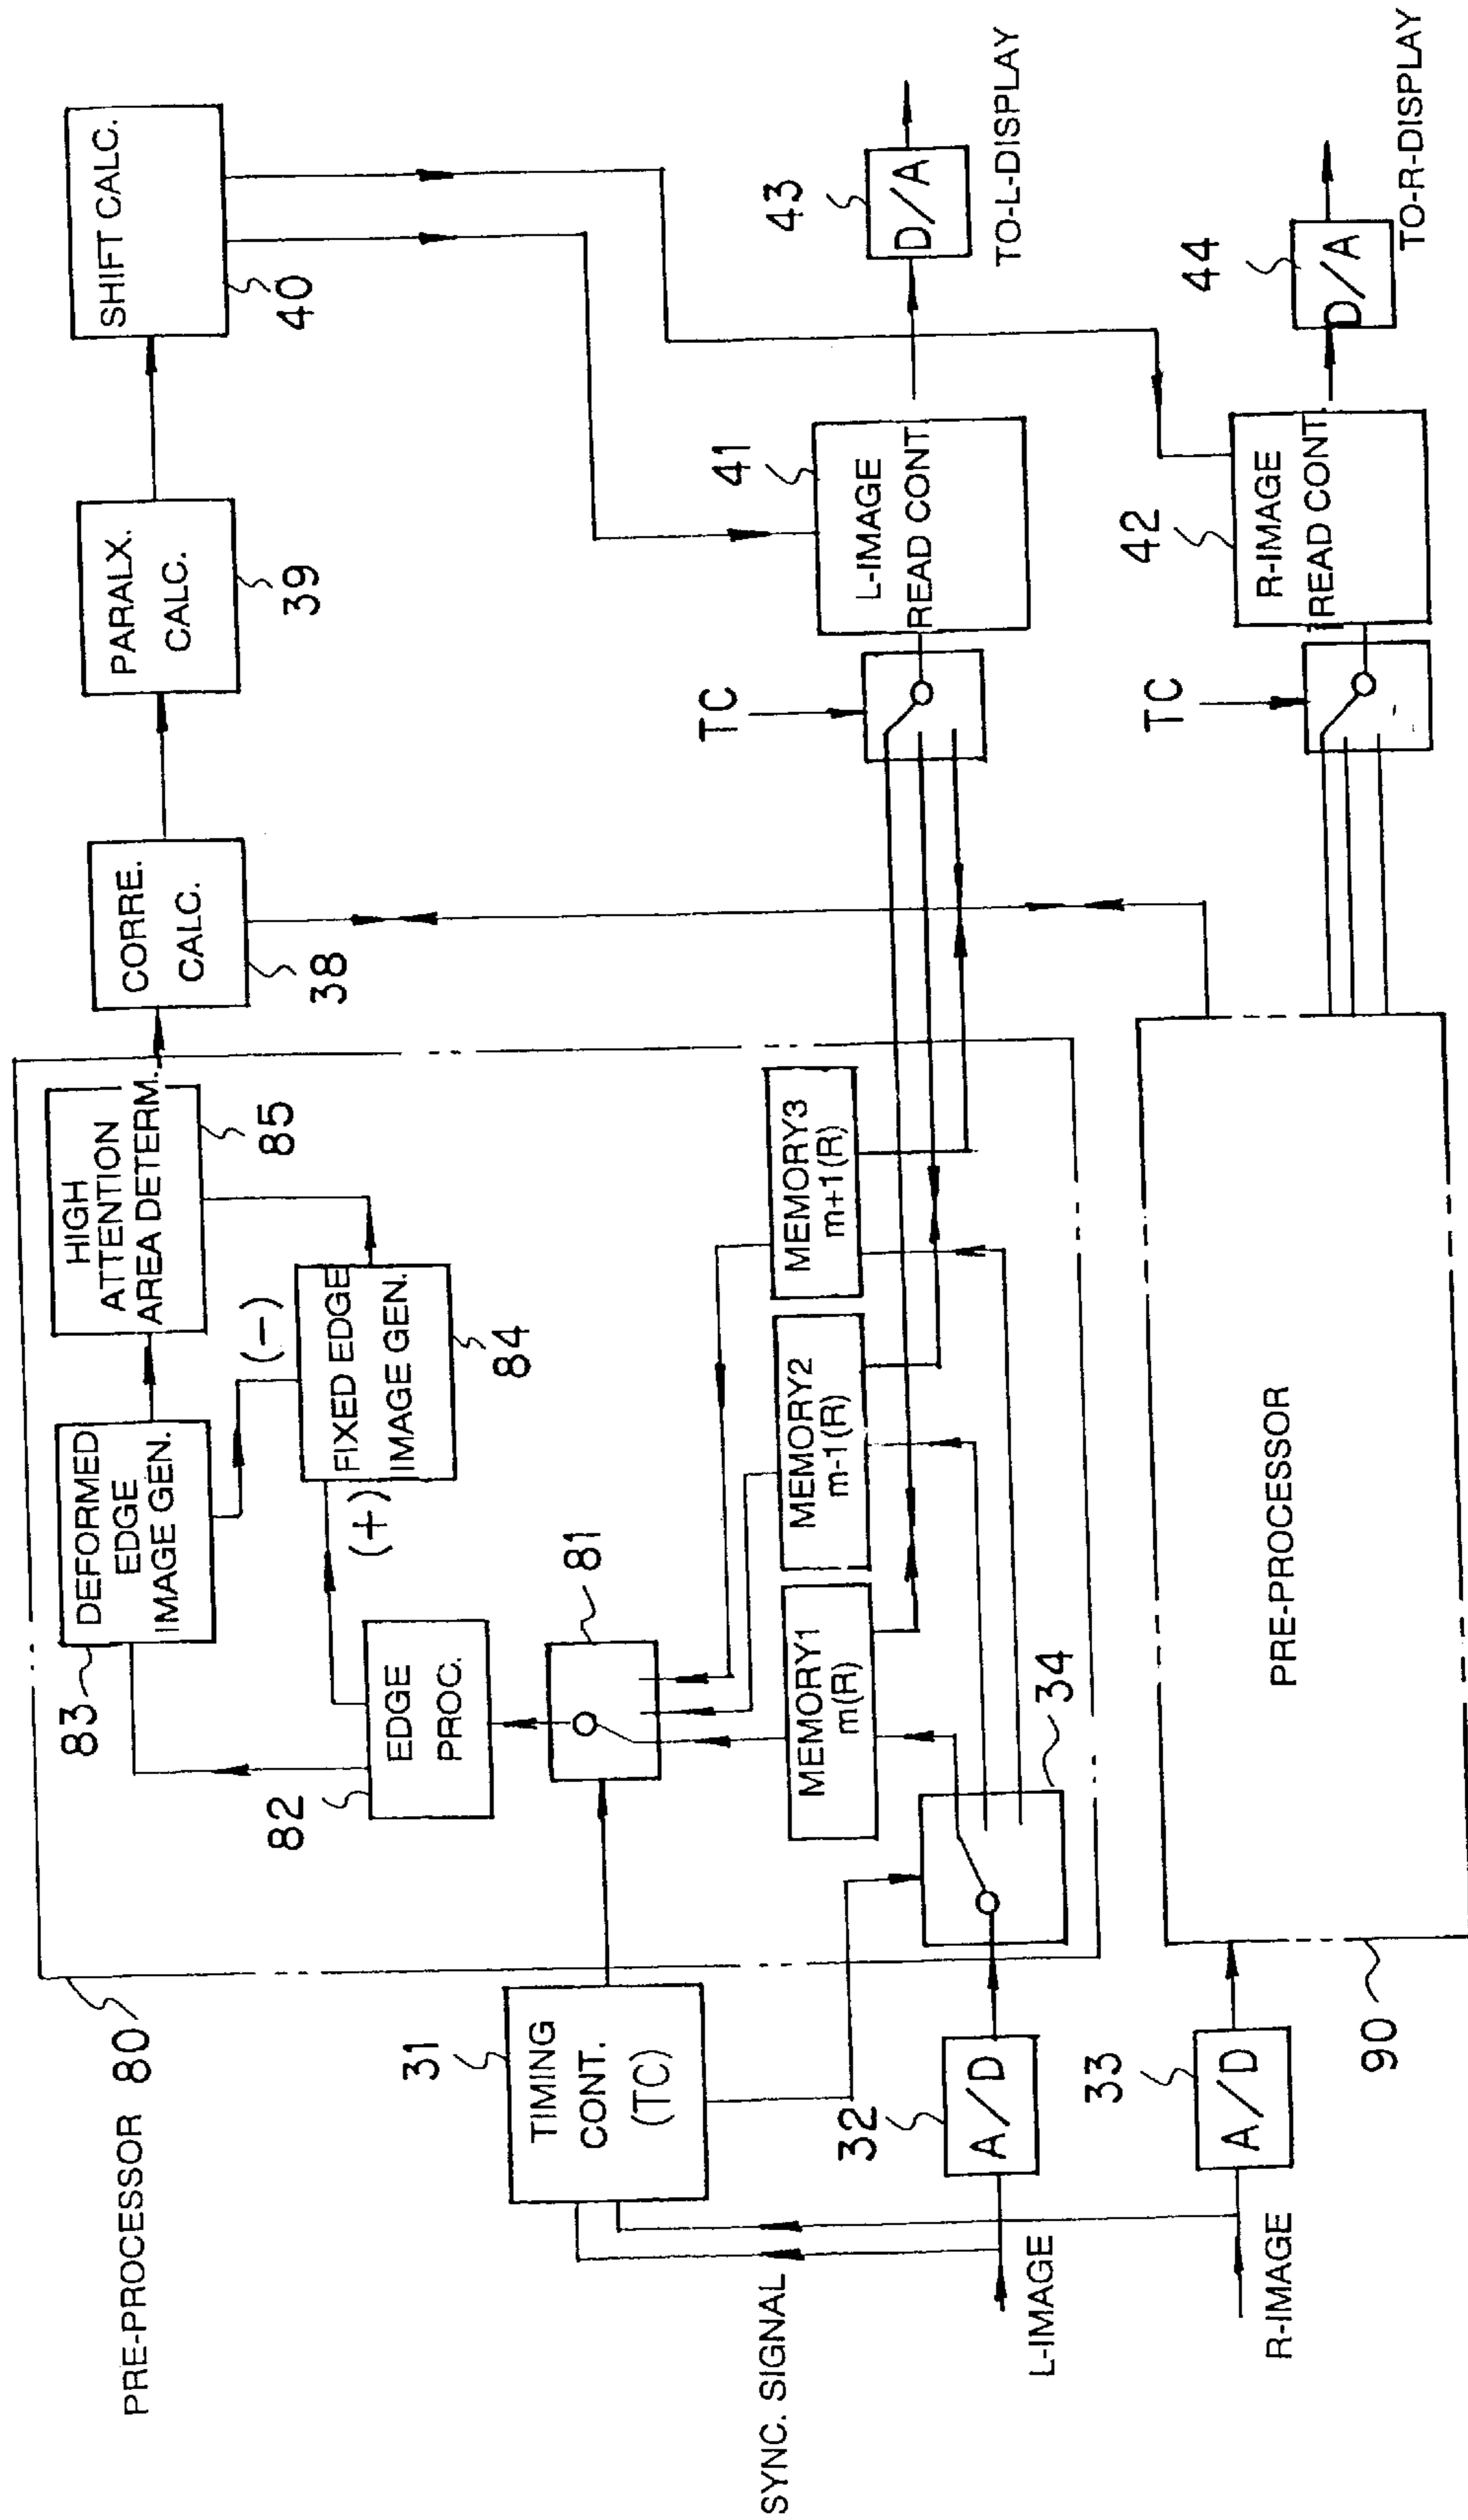 PRE-PROCESSOR 80
83
DEFORMED
EDGE
IMAGE GEN.
HIGH
ATTENTION
AREA DETERM.
85
CORRE.
CALC.
38
PARALX.
CALC.
39
SHIFT CALC.
40
82
EDGE
PROC.
(+)
(-)
FIXED EDGE
IMAGE GEN.
84
31
TIMING
CONT.
(TC)
81
SYNC. SIGNAL
MEMORY1
m(R)
MEMORY2
m-1(R)
MEMORY3
m+1(R)
TC
41
L-IMAGE
READ CONT
43
D/A
TO-L-DISPLAY
32
A/D
34
L-IMAGE
33
A/D
R-IMAGE
90
PRE-PROCESSOR
TC
42
R-IMAGE
READ CONT
44
D/A
TO-R-DISPLAY